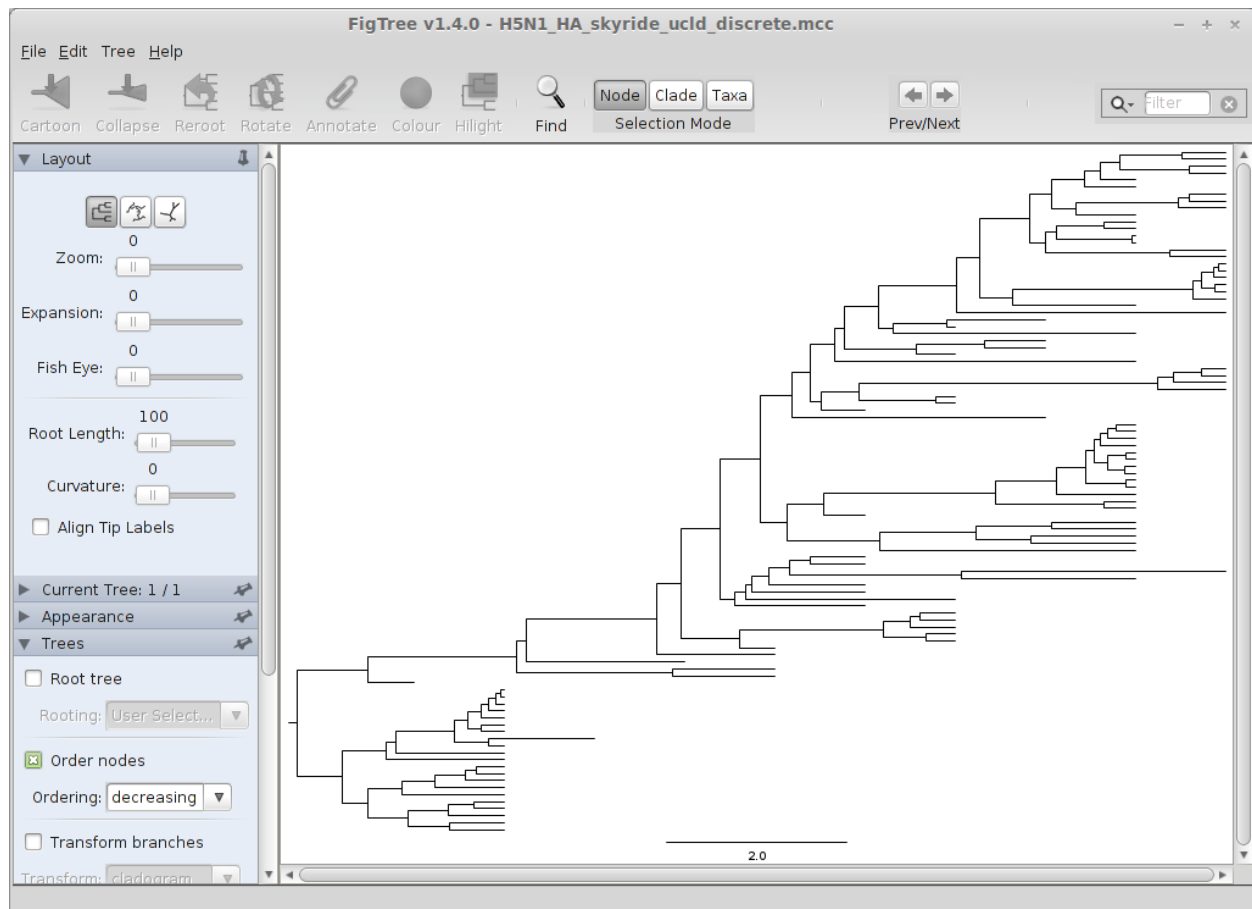 FigTree v1.4.0 - H5N1_HA_skyride_ucld_discrete.mcc
File Edit Tree Help
Cartoon Collapse Reroot Rotate Annotate Colour Hilight Find
Node Clade Taxa
Selection Mode
Prev/Next
Filter
Layout
0
Zoom:
0
Expansion:
0
Fish Eye:
100
Root Length:
0
Curvature:
Align Tip Labels
Current Tree: 1 / 1
Appearance
Trees
Root tree
Rooting: User Select...
Order nodes
Ordering: decreasing
Transform branches
Transform: cladogram
2.0